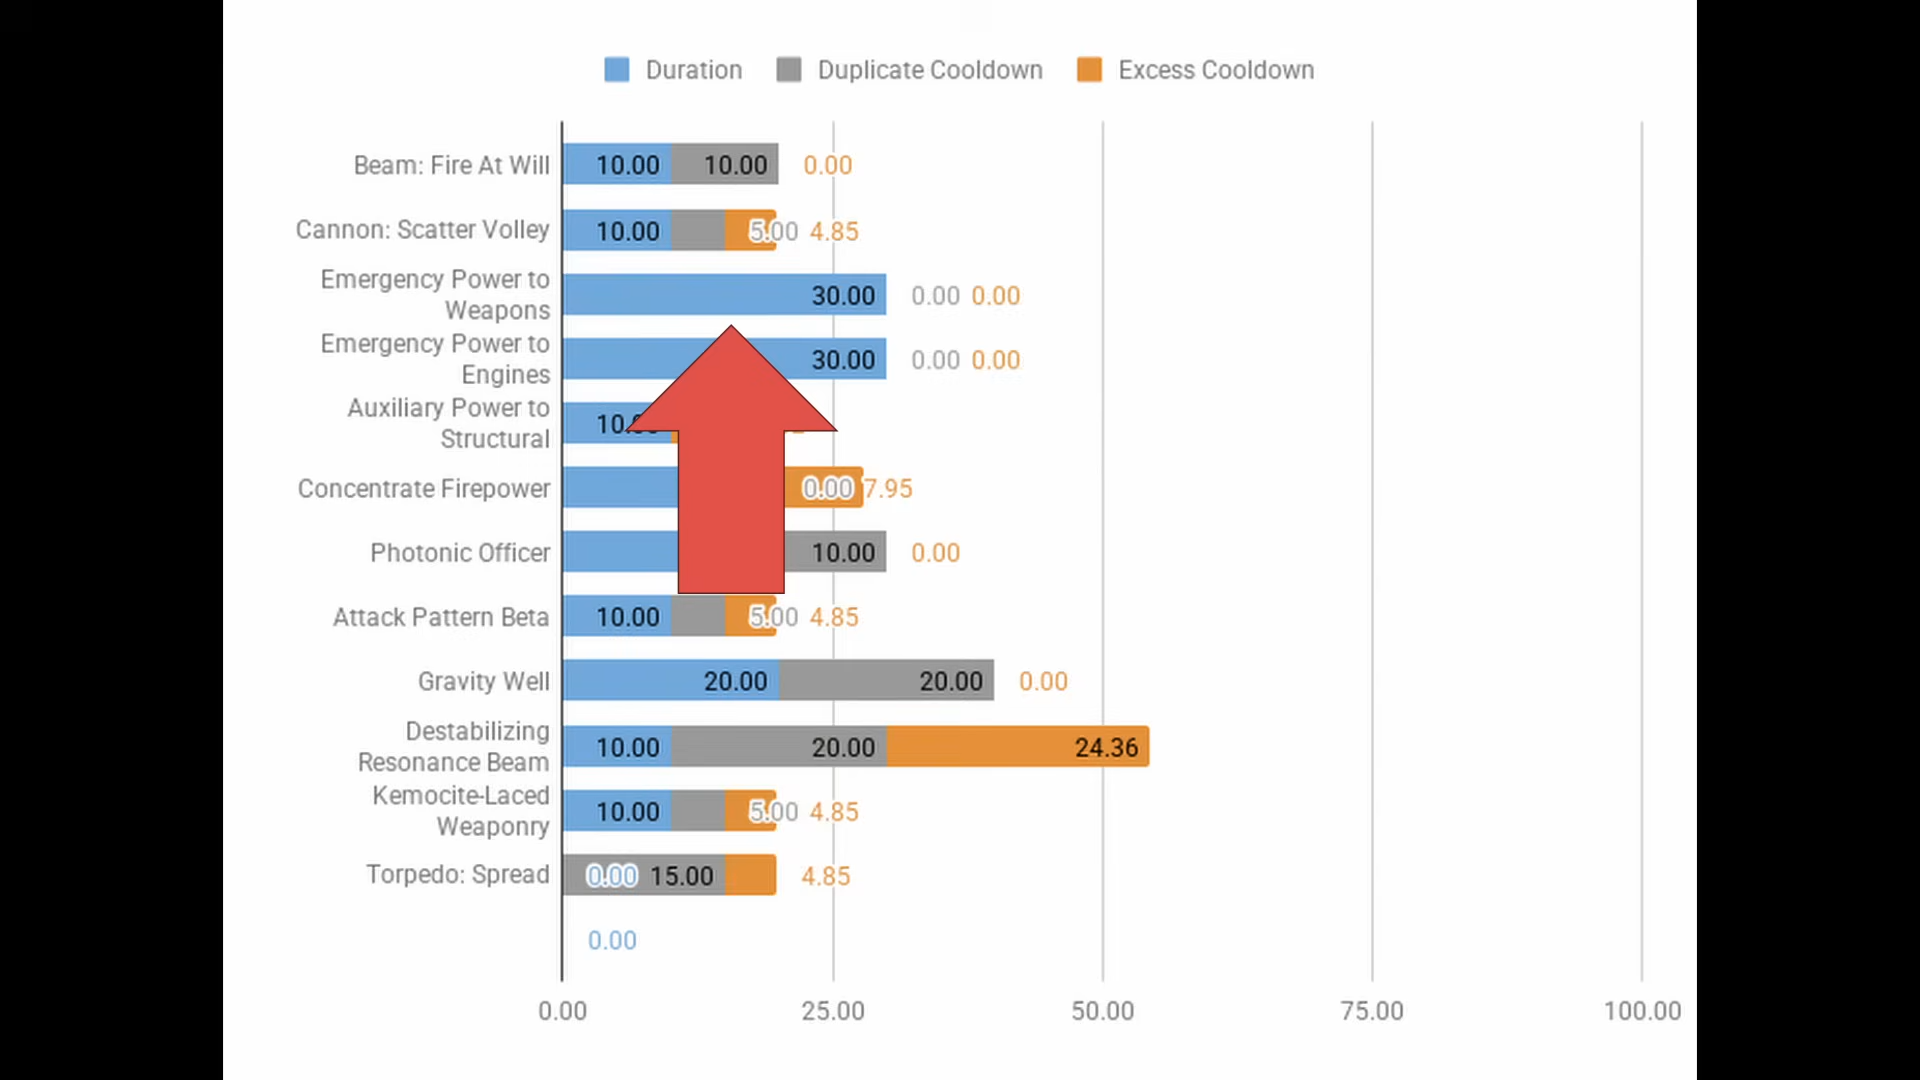 Duration Duplicate Cooldown Excess Cooldown
Beam: Fire At Will 10.00 10.00 0.00
Cannon: Scatter Volley 10.00 5.00 4.85
Emergency Power to
Weapons 30.00 0.00 0.00
Emergency Power to
Engines 30.00 0.00 0.00
Auxiliary Power to
Structural
Concentrate Firepower 0.00 7.95
Photonic Officer 10.00 0.00
Attack Pattern Beta 10.00 5.00 4.85
Gravity Well 20.00 20.00 0.00
Destabilizing
Resonance Beam 10.00 20.00 24.36
Kemocite-Laced
Weaponry 10.00 5.00 4.85
Torpedo: Spread 0.00 15.00 4.85
0.00
0.00 25.00 50.00 75.00 100.00